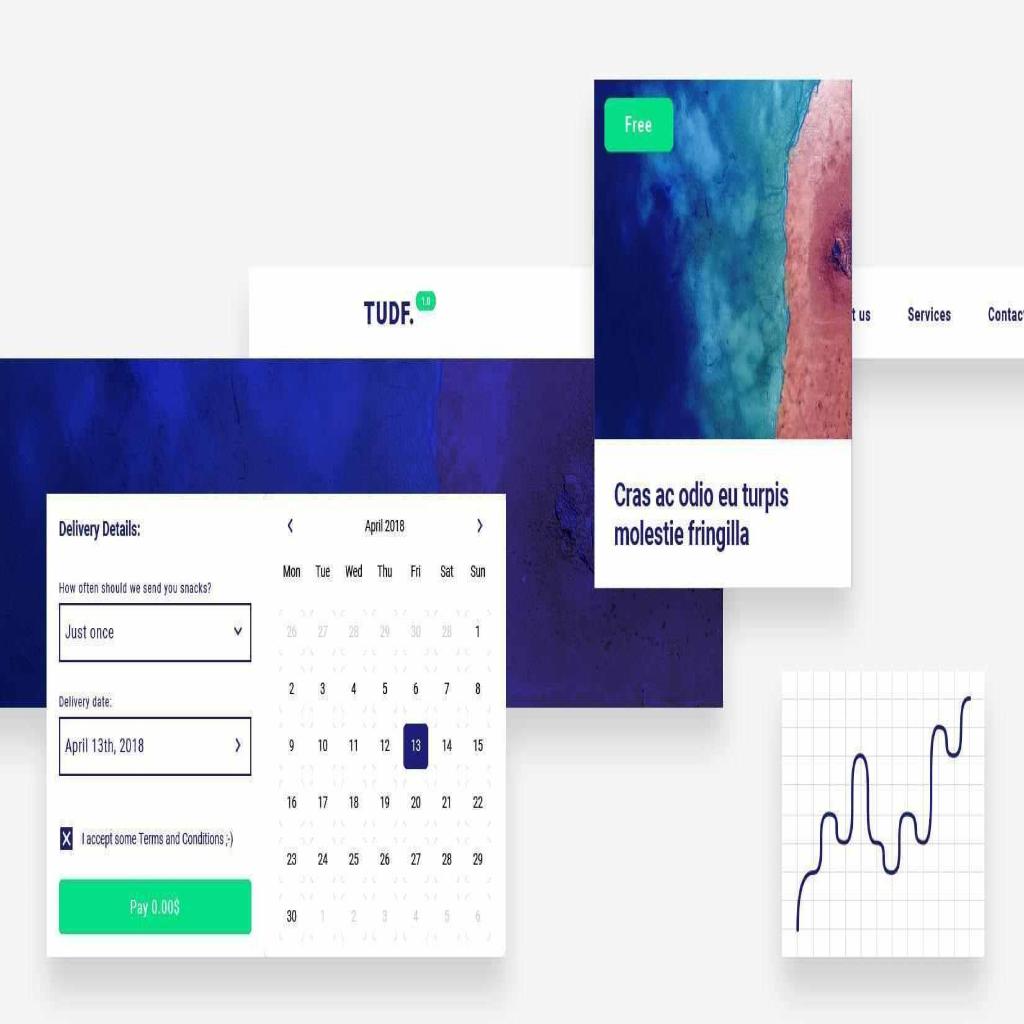 Free
TUDF. 1.0
t us Services Contac
Cras ac odio eu turpis
molestie fringilla
Delivery Details:
How often should we send you snacks?
Just once
Delivery date:
April 13th, 2018
I accept some Terms and Conditions ;-)
Pay 0.00$
April 2018
Mon Tue Wed Thu Fri Sat Sun
26 27 28 29 30 28 1
2 3 4 5 6 7 8
9 10 11 12 13 14 15
16 17 18 19 20 21 22
23 24 25 26 27 28 29
30 1 2 3 4 5 6